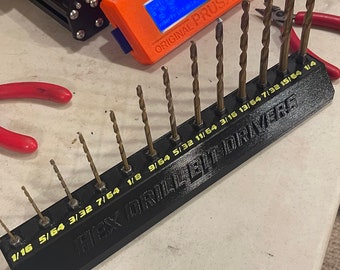 ORIGINAL PRUS
1/16 5/64 3/32 7/64 1/8 9/64 5/32 11/64 3/16 13/64 7/32 15/64 1/4
HEX DRILL BIT DRIVERS